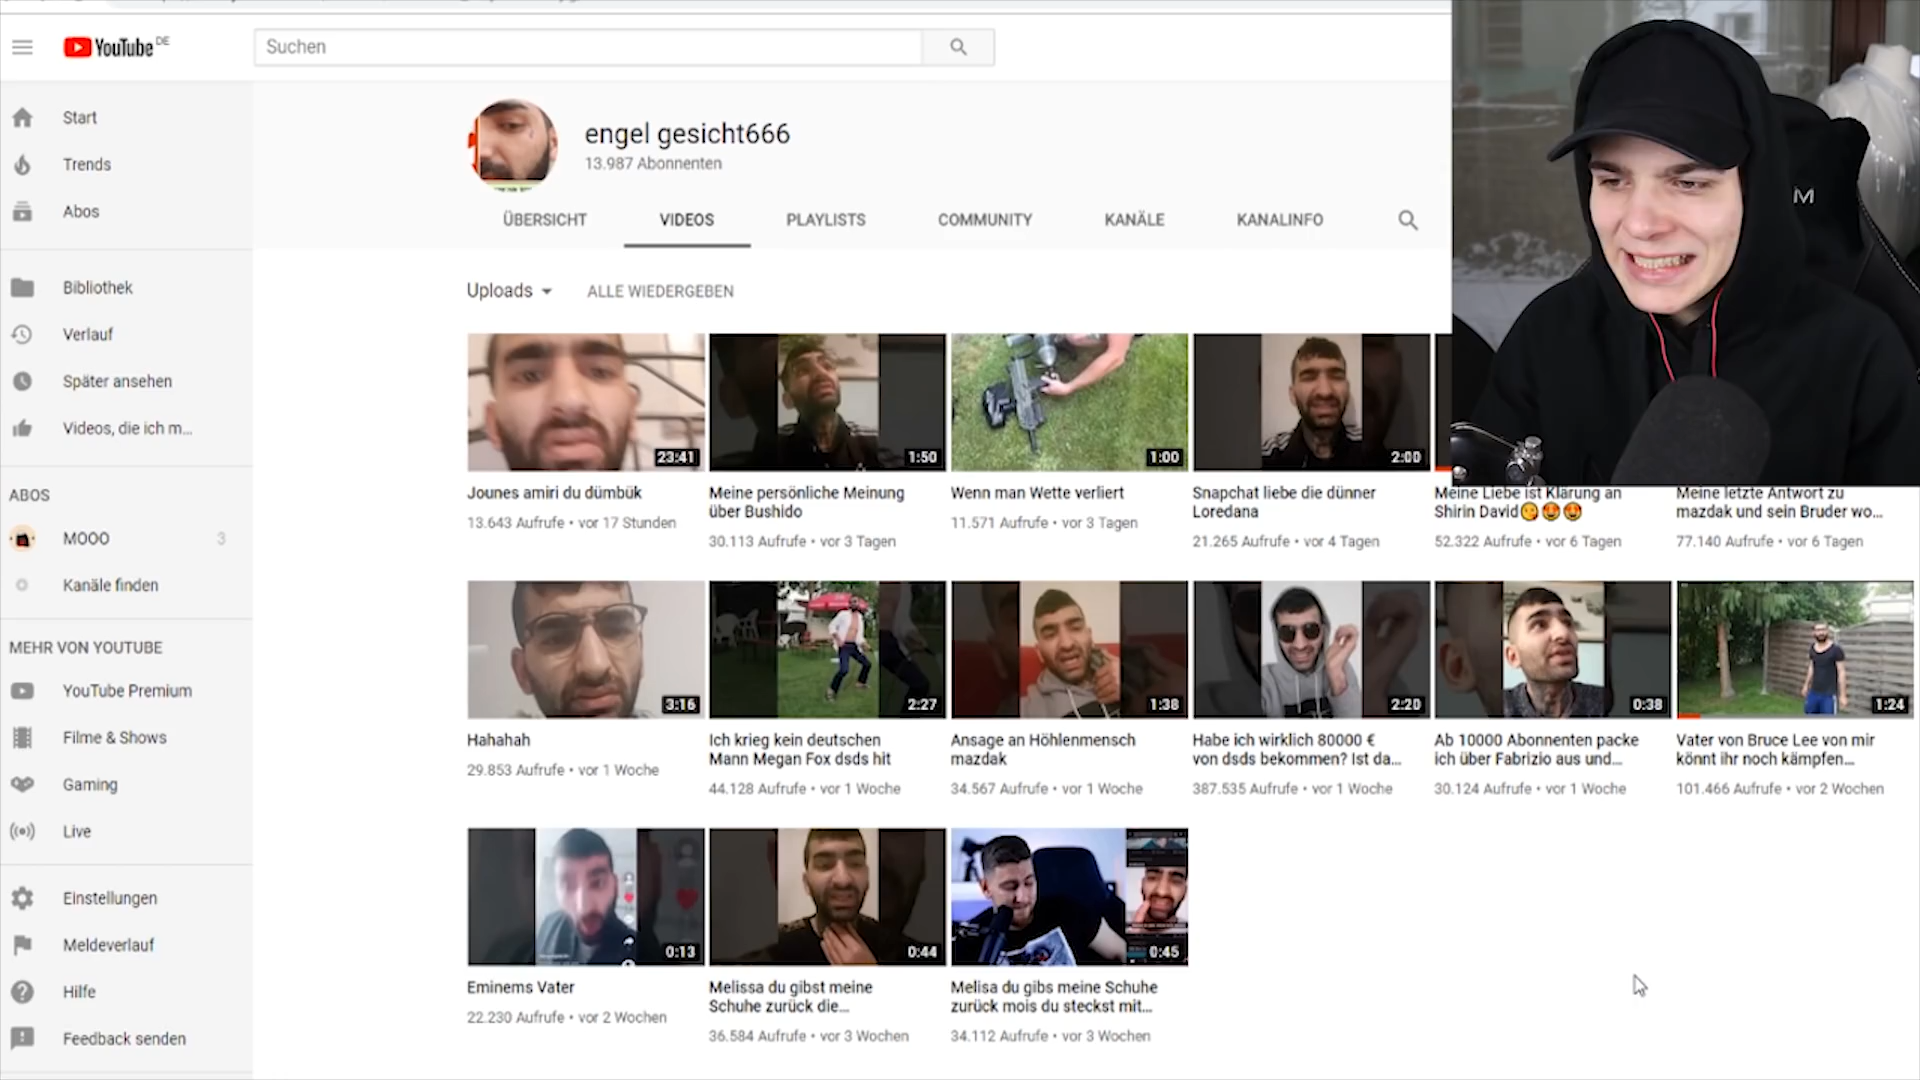 YouTube DE
Suchen
Start
Trends
Abos
Bibliothek
Verlauf
Später ansehen
Videos, die ich m...
ABOS
MOOO 3
Kanäle finden
MEHR VON YOUTUBE
YouTube Premium
Filme & Shows
Gaming
Live
Einstellungen
Meldeverlauf
Hilfe
Feedback senden
engel gesicht666
13.987 Abonnenten
ÜBERSICHT VIDEOS PLAYLISTS COMMUNITY KANÄLE KANALINFO
Uploads ALLE WIEDERGEBEN
23:41
Jounes amiri du dümbük
13.643 Aufrufe • vor 17 Stunden
1:50
Meine persönliche Meinung
über Bushido
30.113 Aufrufe • vor 3 Tagen
1:00
Wenn man Wette verliert
11.571 Aufrufe • vor 3 Tagen
2:00
Snapchat liebe die dünner
Loredana
21.265 Aufrufe • vor 4 Tagen
Meine Liebe ist Klärung an
Shirin David😘😍😍
52.322 Aufrufe • vor 6 Tagen
Meine letzte Antwort zu
mazdak und sein Bruder wo...
77.140 Aufrufe • vor 6 Tagen
3:16
Hahahah
29.853 Aufrufe • vor 1 Woche
2:27
Ich krieg kein deutschen
Mann Megan Fox dsds hit
44.128 Aufrufe • vor 1 Woche
1:38
Ansage an Höhlenmensch
mazdak
34.567 Aufrufe • vor 1 Woche
2:20
Habe ich wirklich 80000 €
von dsds bekommen? Ist da...
387.535 Aufrufe • vor 1 Woche
0:38
Ab 10000 Abonnenten packe
ich über Fabrizio aus und...
30.124 Aufrufe • vor 1 Woche
1:24
Vater von Bruce Lee von mir
könnt ihr noch kämpfen...
101.466 Aufrufe • vor 2 Wochen
0:13
Eminems Vater
22.230 Aufrufe • vor 2 Wochen
0:44
Melissa du gibst meine
Schuhe zurück die...
36.584 Aufrufe • vor 3 Wochen
0:45
Melisa du gibs meine Schuhe
zurück mois du steckst mit...
34.112 Aufrufe • vor 3 Wochen